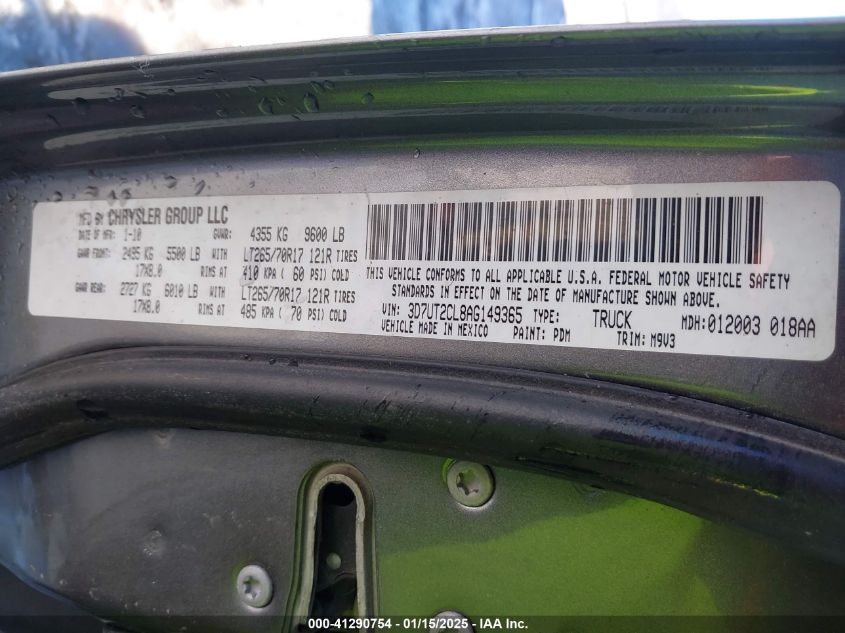 MFD BY CHRYSLER GROUP LLC
DATE OF MFR: 1-10 GVWR: 4355 KG 9600 LB
GAWR FRONT: 2495 KG 5500 LB WITH LT265/70R17 121R TIRES
17X8.0 RIMS AT 410 KPA ( 60 PSI) COLD
GAWR REAR: 2727 KG 6010 LB WITH LT265/70R17 121R TIRES
17X8.0 RIMS AT 485 KPA ( 70 PSI) COLD
THIS VEHICLE CONFORMS TO ALL APPLICABLE U.S.A. FEDERAL MOTOR VEHICLE SAFETY
STANDARDS IN EFFECT ON THE DATE OF MANUFACTURE SHOWN ABOVE.
VIN: 3D7UT2CL8AG149365 TYPE: TRUCK MDH:012003 018AA
VEHICLE MADE IN MEXICO PAINT: PDM TRIM: M9V3
000-41290754 - 01/15/2025 - IAA Inc.